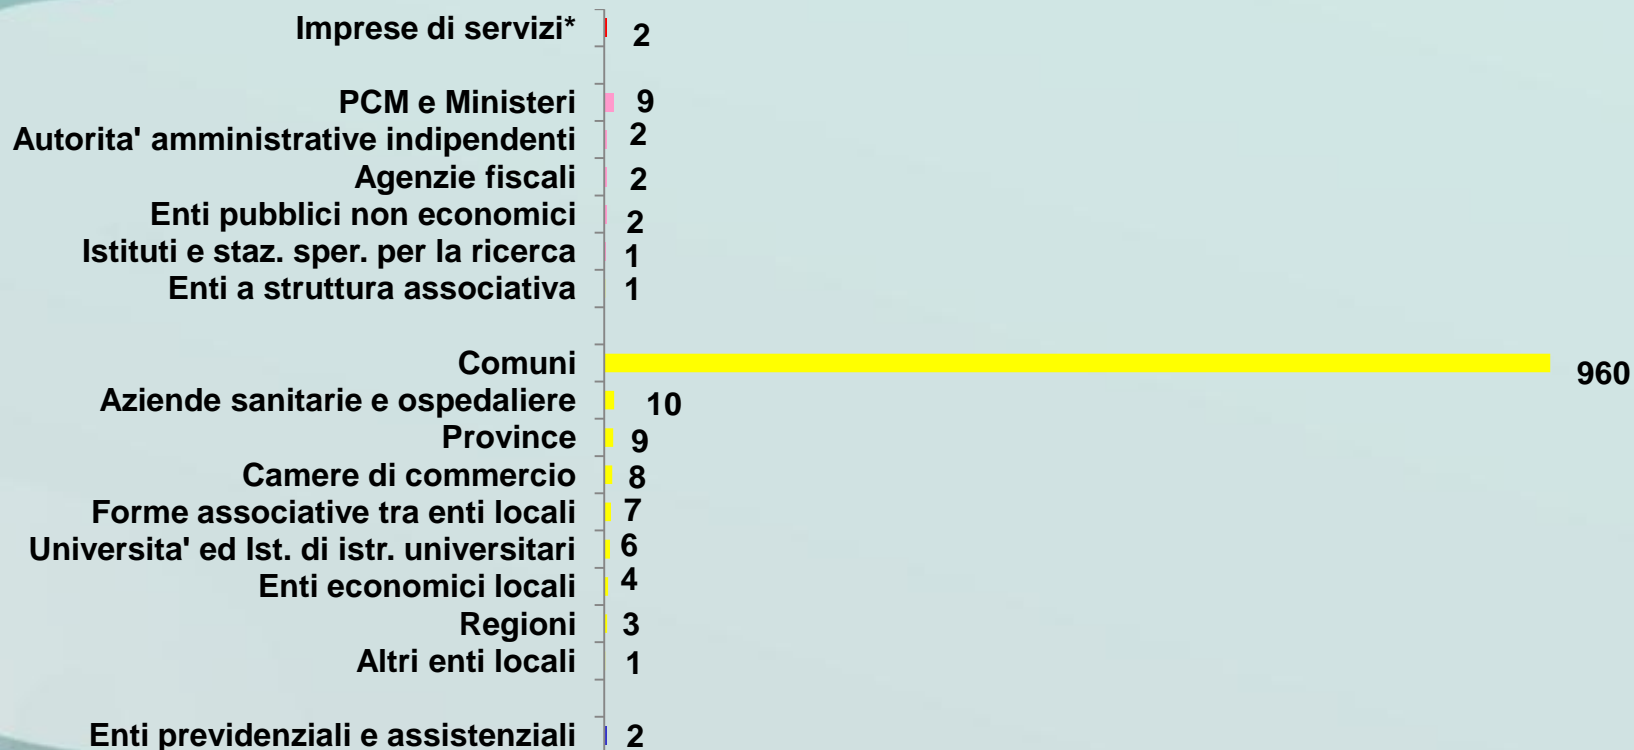 Imprese di servizi* 2
PCM e Ministeri 9
Autorita' amministrative indipendenti 2
Agenzie fiscali 2
Enti pubblici non economici 2
Istituti e staz. sper. per la ricerca 1
Enti a struttura associativa 1
Comuni 960
Aziende sanitarie e ospedaliere 10
Province 9
Camere di commercio 8
Forme associative tra enti locali 7
Universita' ed Ist. di istr. universitari 6
Enti economici locali 4
Regioni 3
Altri enti locali 1
Enti previdenziali e assistenziali 2